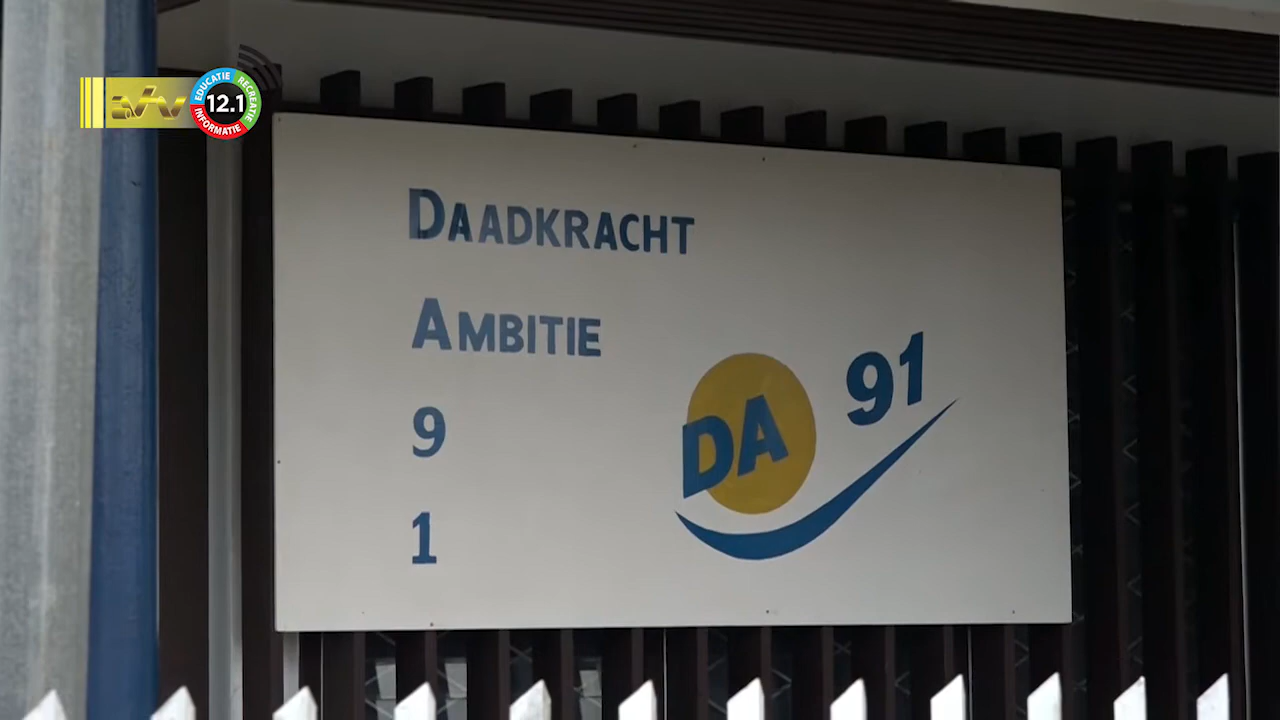 EDUCATIE
RECREATIE
INFORMATIE
12.1
DAADKRACHT
AMBITIE
9
1
DA 91